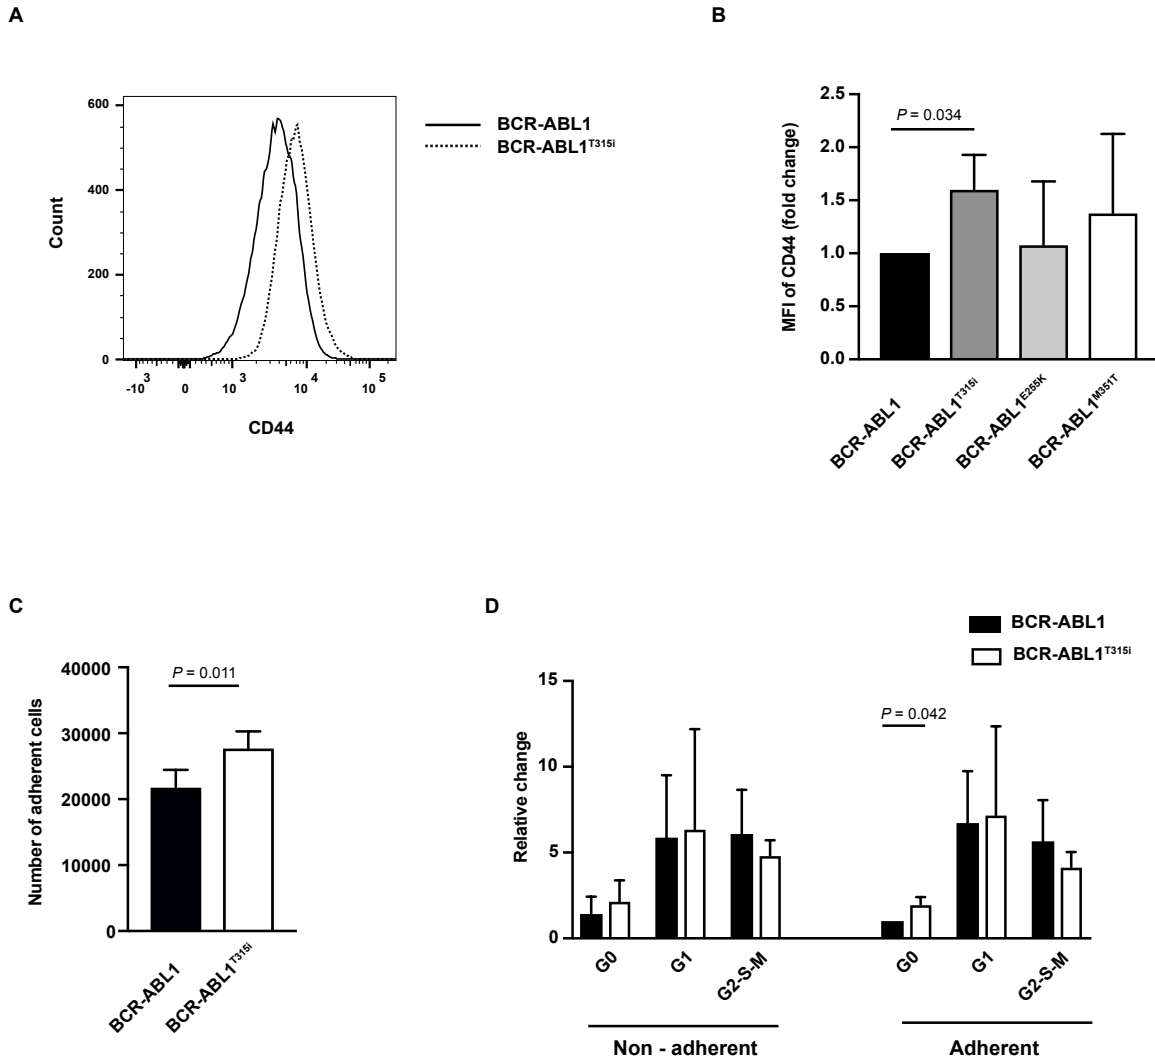 A
600
400
200
0
Count
-10 3
0
10 3
10 4
10 5
CD44
BCR-ABL1
BCR-ABL1T315i
B
2.5
2.0
1.5
1.0
0.5
0.0
MFI of CD44 (fold change)
P = 0.034
BCR-ABL1
BCR-ABL1T315i
BCR-ABL1E255K
BCR-ABL1M351T
C
40000
30000
20000
10000
0
Number of adherent cells
P = 0.011
BCR-ABL1
BCR-ABL1T315i
D
BCR-ABL1
BCR-ABL1T315i
15
10
5
0
Relative change
P = 0.042
G0
G1
G2-S-M
G0
G1
G2-S-M
Non - adherent
Adherent